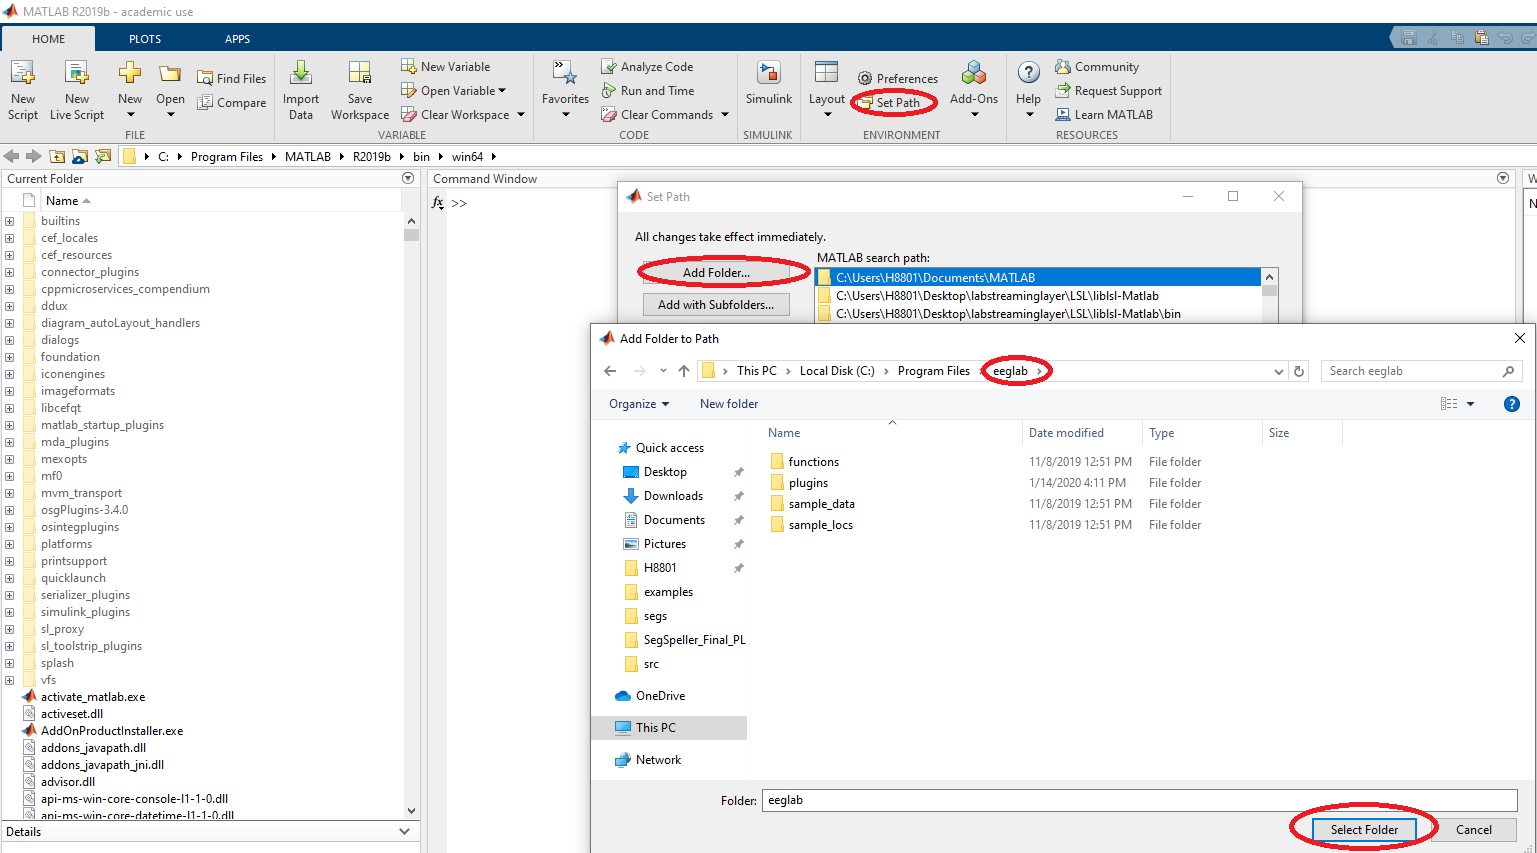 MATLAB R2019b - academic use
HOME PLOTS APPS
New Script
New Live Script
New
Open
Find Files
Compare
FILE
Import Data
Save Workspace
New Variable
Open Variable
Clear Workspace
VARIABLE
Favorites
Analyze Code
Run and Time
Clear Commands
CODE
Simulink
SIMULINK
Layout
Preferences
Set Path
Add-Ons
ENVIRONMENT
Help
Community
Request Support
Learn MATLAB
RESOURCES
C: Program Files MATLAB R2019b bin win64
Current Folder
Name
builtins
cef_locales
cef_resources
connector_plugins
cppmicroservices_compendium
ddux
diagram_autoLayout_handlers
dialogs
foundation
iconengines
imageformats
libcefqt
matlab_startup_plugins
mda_plugins
mexopts
mf0
mvm_transport
osgPlugins-3.4.0
osintegplugins
platforms
printsupport
quicklaunch
serializer_plugins
simulink_plugins
sl_proxy
sl_toolstrip_plugins
splash
vfs
activate_matlab.exe
activeset.dll
AddOnProductInstaller.exe
addons_javapath.dll
addons_javapath_jni.dll
advisor.dll
api-ms-win-core-console-l1-1-0.dll
api-ms-win-core-datetime-l1-1-0.dll
Details
Command Window
fx >>
W
N
Set Path
All changes take effect immediately.
Add Folder...
Add with Subfolders...
MATLAB search path:
C:\Users\H8801\Documents\MATLAB
C:\Users\H8801\Desktop\labstreaminglayer\LSL\liblsl-Matlab
C:\Users\H8801\Desktop\labstreaminglayer\LSL\liblsl-Matlab\bin
Add Folder to Path
This PC > Local Disk (C:) > Program Files > eeglab >
Search eeglab
Organize New folder
?
Quick access
Desktop
Downloads
Documents
Pictures
H8801
examples
segs
SegSpeller_Final_PL
src
OneDrive
This PC
Network
Name Date modified Type Size
functions 11/8/2019 12:51 PM File folder
plugins 1/14/2020 4:11 PM File folder
sample_data 11/8/2019 12:51 PM File folder
sample_locs 11/8/2019 12:51 PM File folder
Folder: eeglab
Select Folder Cancel